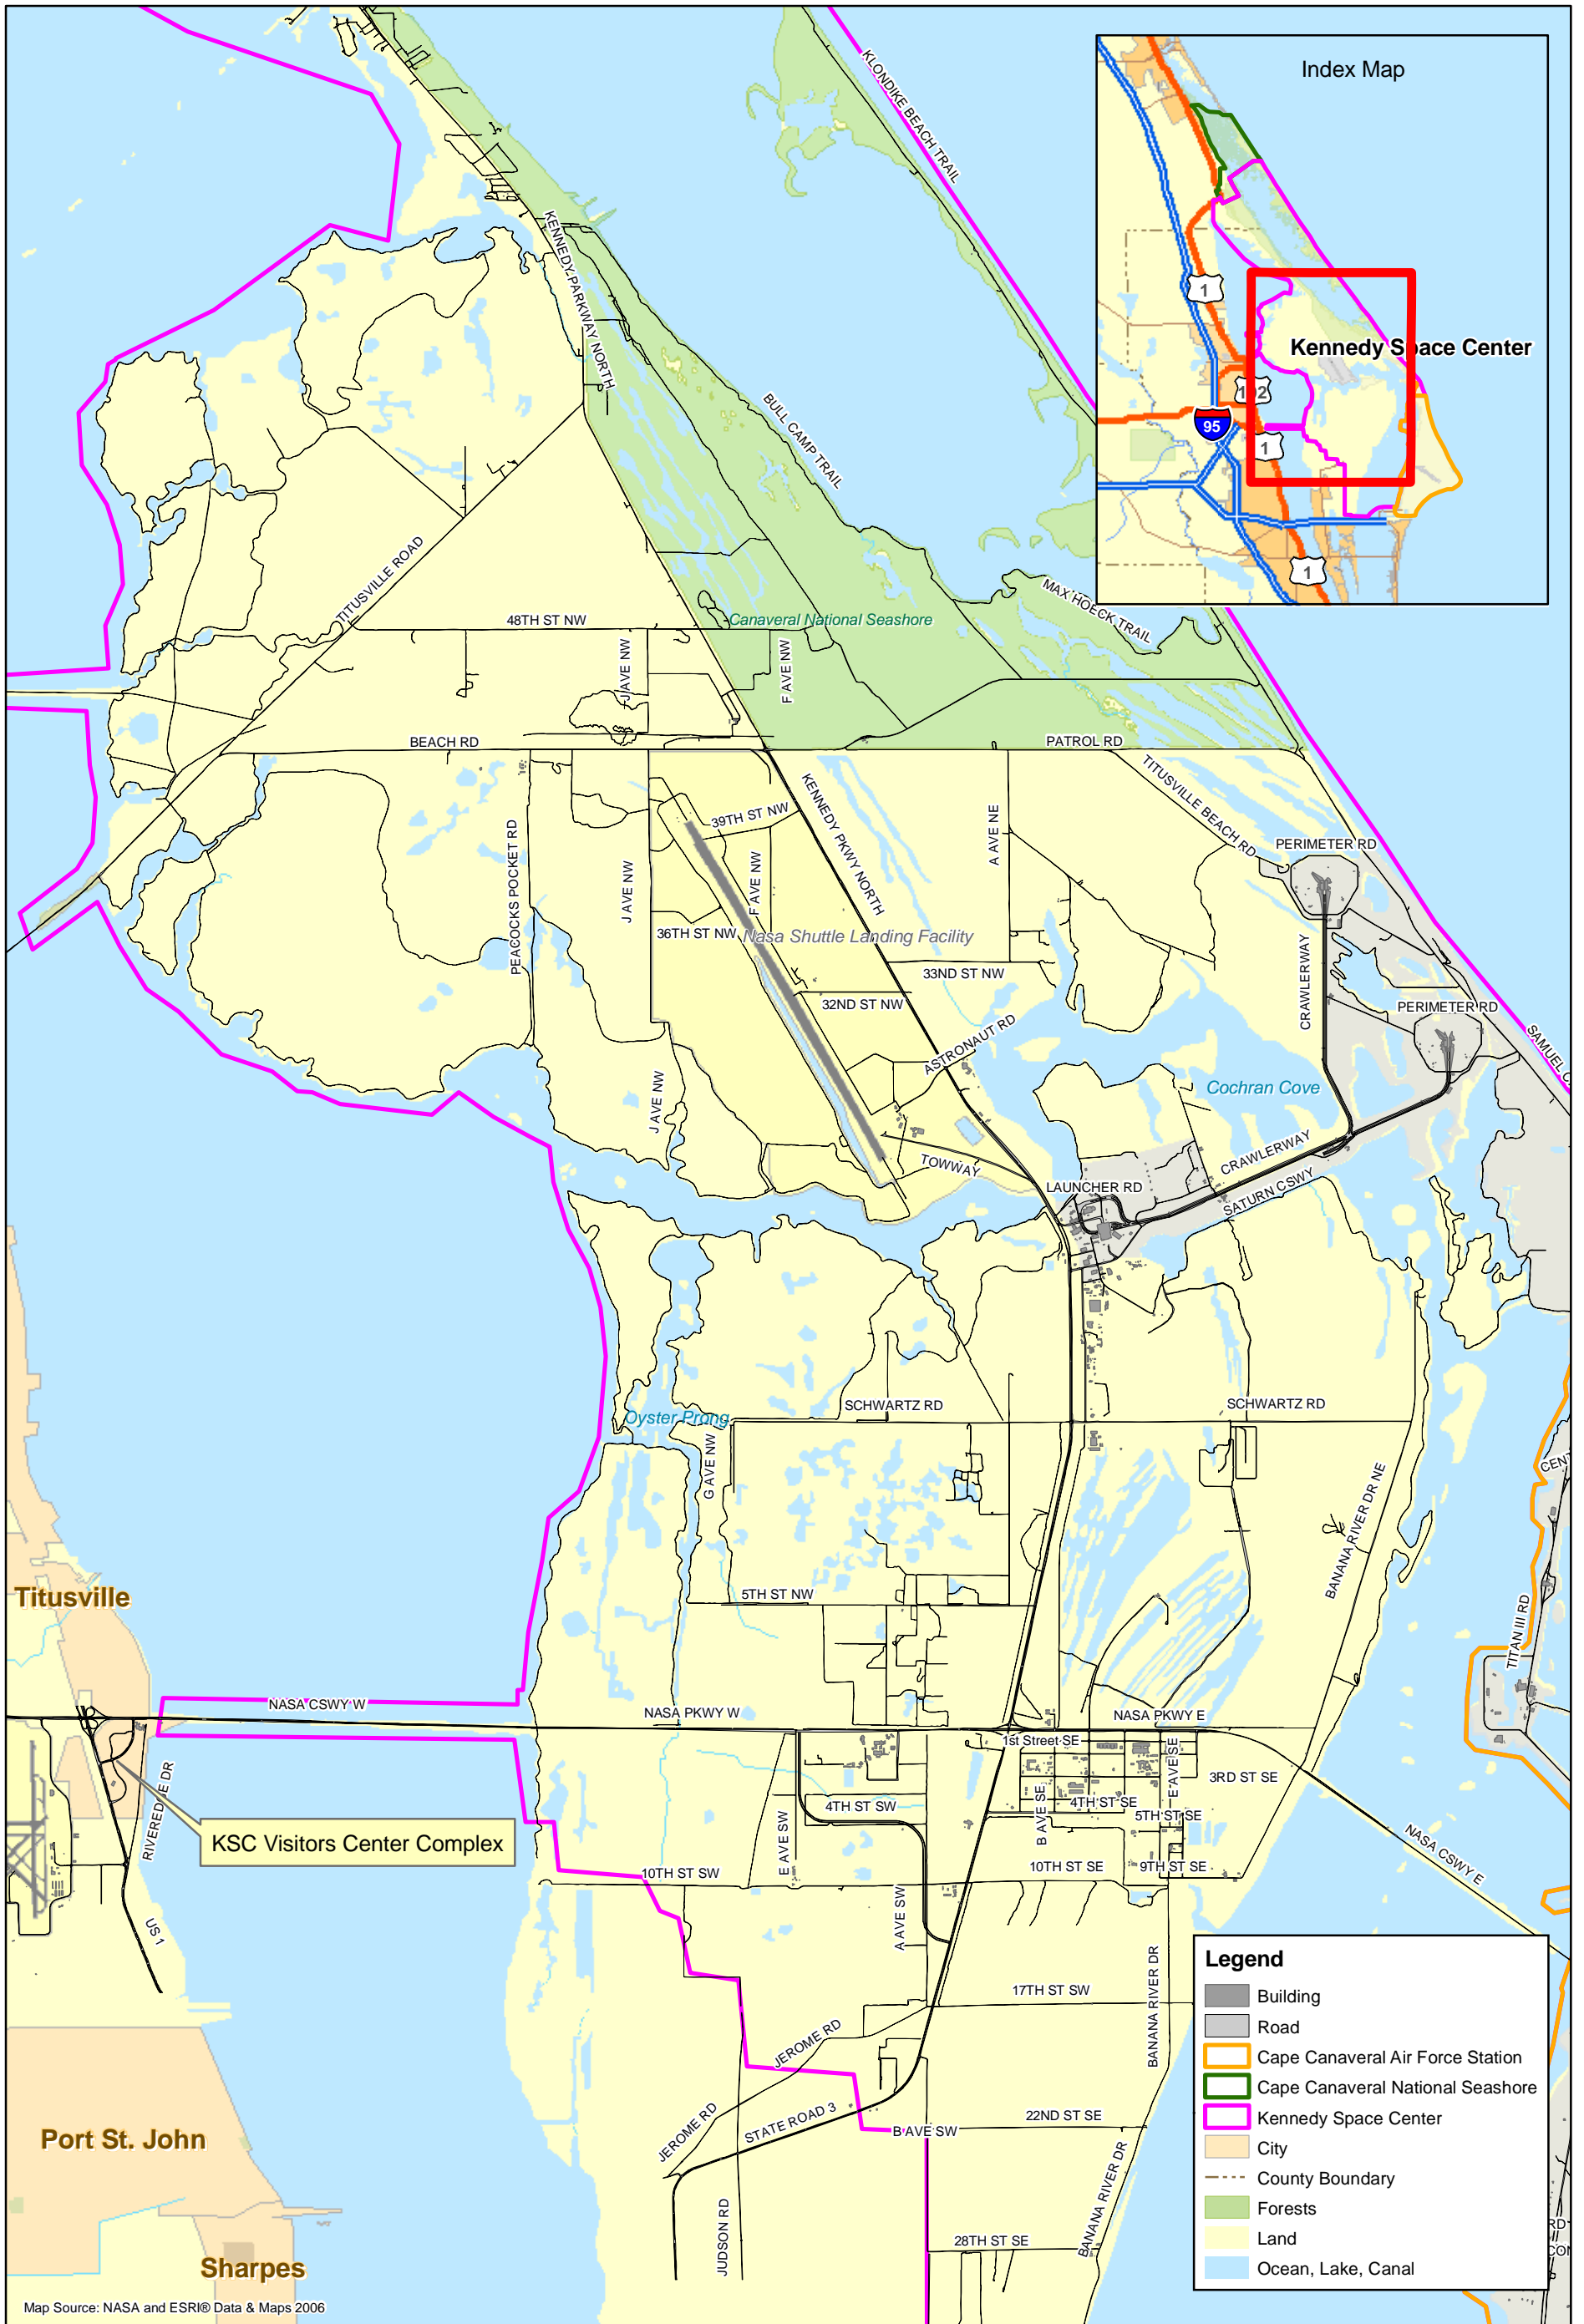 Index Map
KLONDIKE BEACH TRAIL
1
Kennedy Space Center
95
1
1
KENNEDY PARKWAY NORTH
BULL CAMP TRAIL
TITUSVILLE ROAD
MAX HOECK TRAIL
48TH ST NW
Canaveral National Seashore
J AVE NW
F AVE NW
BEACH RD
PATROL RD
TITUSVILLE BEACH RD
KENNEDY PKWY NORTH
39TH ST NW
PEACOCKS POCKET RD
J AVE NW
F AVE NW
A AVE NE
PERIMETER RD
36TH ST NW
Nasa Shuttle Landing Facility
33ND ST NW
32ND ST NW
CRAWLERWAY
PERIMETER RD
ASTRONAUT RD
J AVE NW
Cochran Cove
TOWWAY
CRAWLERWAY
LAUNCHER RD
SATURN CSWY
SCHWARTZ RD
SCHWARTZ RD
Oyster Prong
G AVE NW
BANANA RIVER DR NE
5TH ST NW
Titusville
TITAN III RD
NASA CSWY W
NASA PKWY W
NASA PKWY E
1st Street SE
E AVE SE
3RD ST SE
RIVEREDGE DR
4TH ST SW
B AVE SE
4TH ST SE
5TH ST SE
KSC Visitors Center Complex
E AVE SW
NASA CSWY E
10TH ST SW
10TH ST SE
9TH ST SE
US 1
A AVE SW
BANANA RIVER DR
17TH ST SW
JEROME RD
JEROME RD
STATE ROAD 3
B AVE SW
22ND ST SE
Port St. John
BANANA RIVER DR
JUDSON RD
28TH ST SE
Sharpes
Legend
Building
Road
Cape Canaveral Air Force Station
Cape Canaveral National Seashore
Kennedy Space Center
City
County Boundary
Forests
Land
Ocean, Lake, Canal
Map Source: NASA and ESRI® Data & Maps 2006